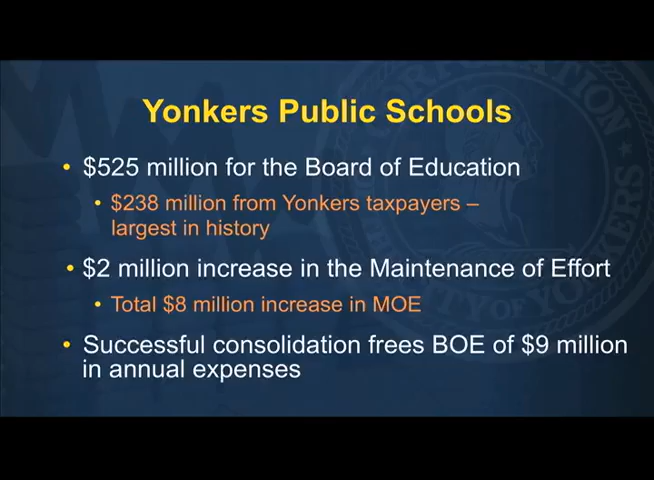 Yonkers Public Schools
• $525 million for the Board of Education
• $238 million from Yonkers taxpayers –
largest in history
• $2 million increase in the Maintenance of Effort
• Total $8 million increase in MOE
• Successful consolidation frees BOE of $9 million
in annual expenses